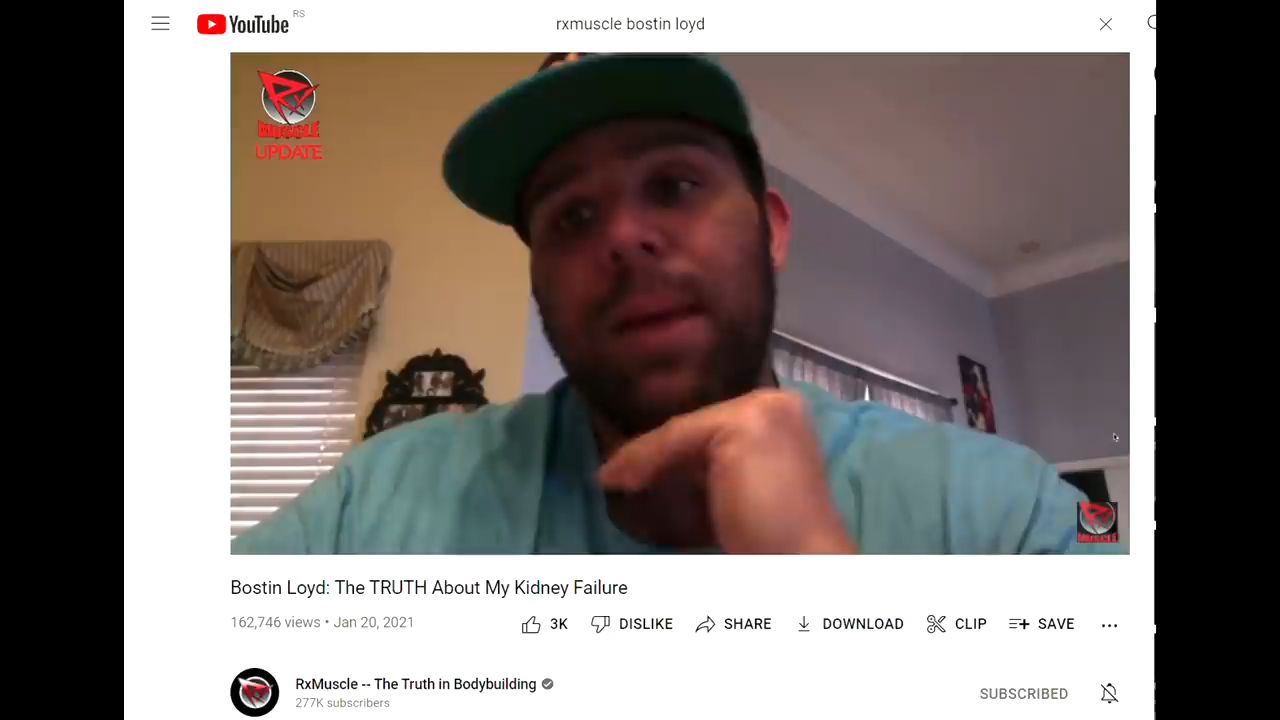 YouTube RS
rxmuscle bostin loyd
MUSCLE
UPDATE
MUSCLE
Bostin Loyd: The TRUTH About My Kidney Failure
162,746 views • Jan 20, 2021
3K DISLIKE SHARE DOWNLOAD CLIP SAVE ...
RxMuscle -- The Truth in Bodybuilding
277K subscribers
SUBSCRIBED